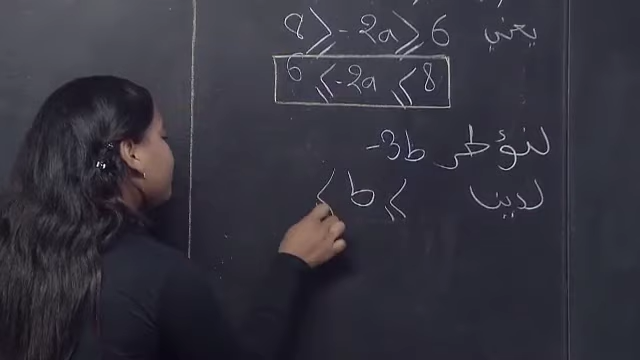 يعني 8 ⩾ -2a ⩾ 6
6 ⩽ -2a ⩽ 8
لنؤطر -3b
لدينا ⩽ b ⩽